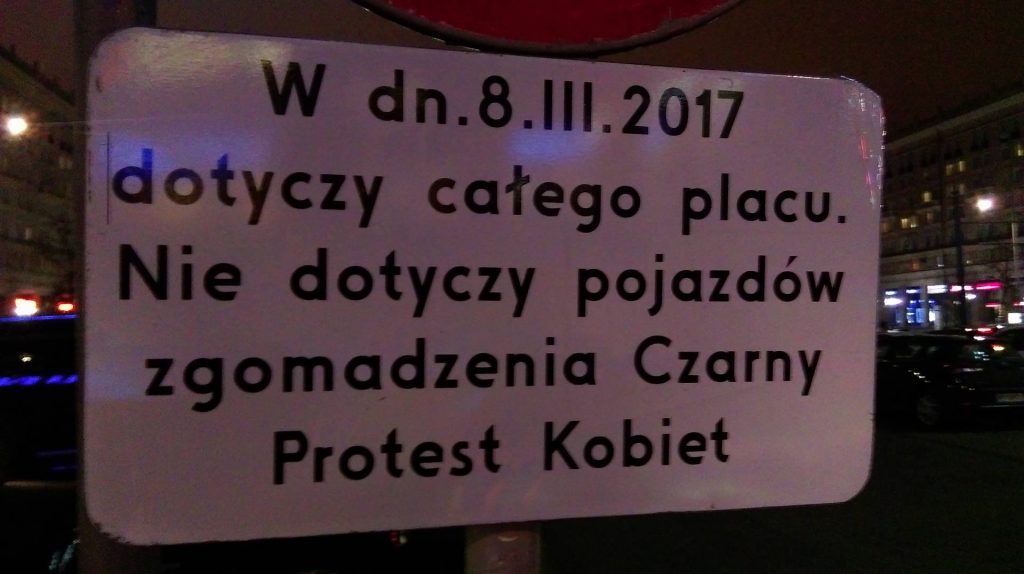 W dn.8.III.2017
dotyczy całego placu.
Nie dotyczy pojazdów
zgomadzenia Czarny
Protest Kobiet